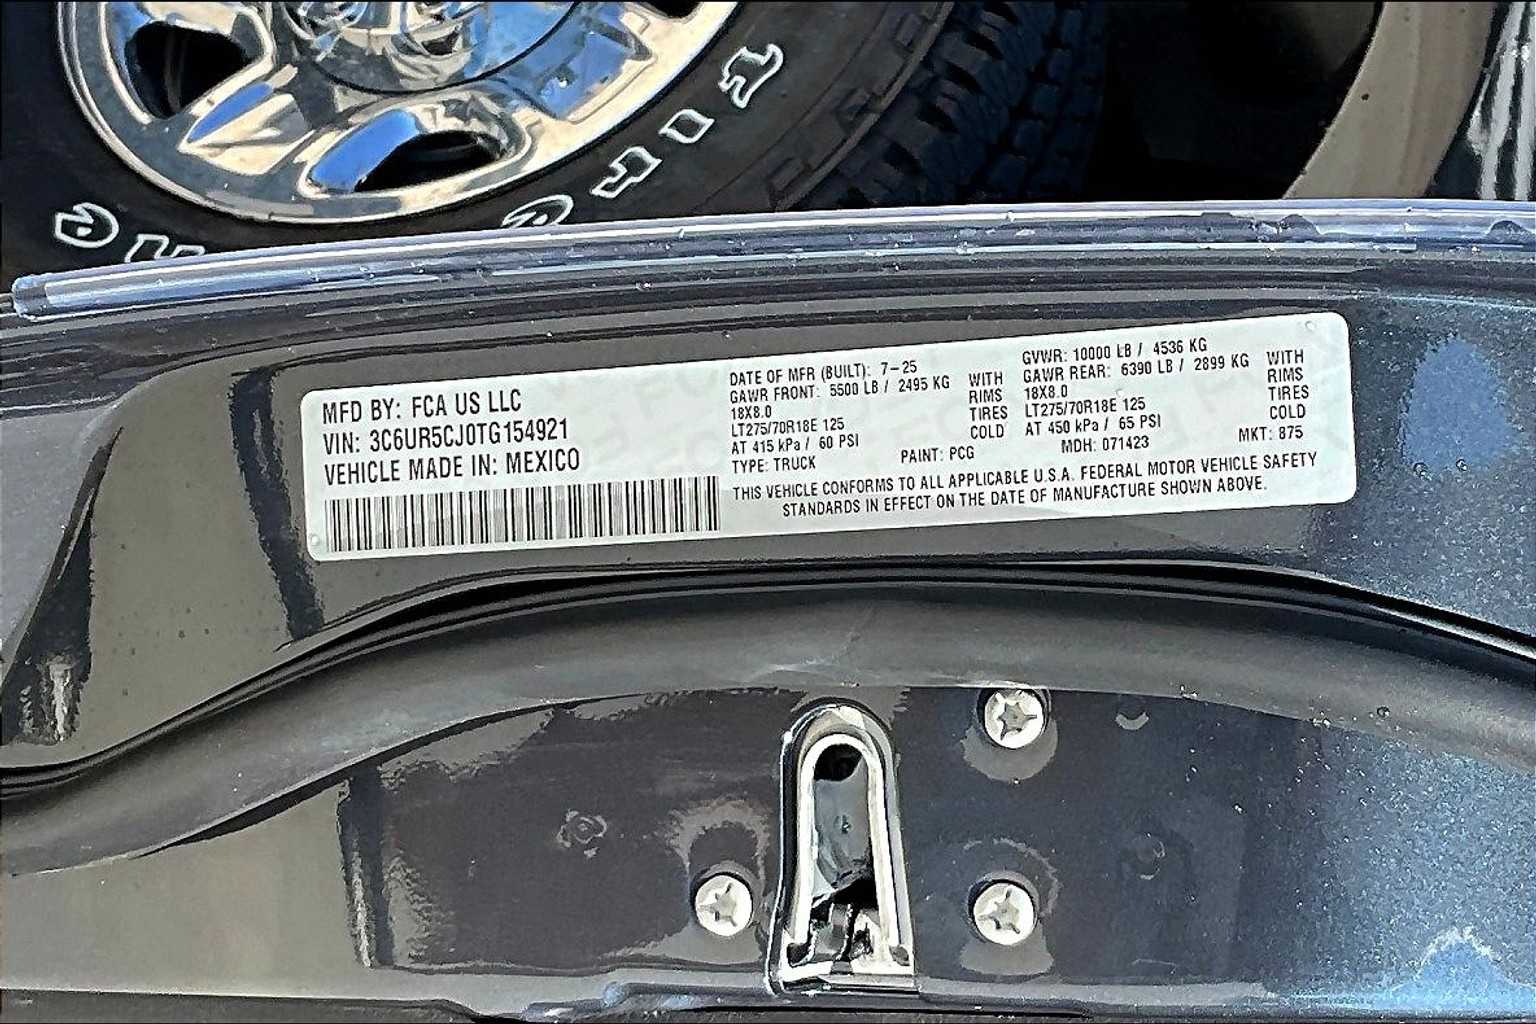 MFD BY: FCA US LLC
VIN: 3C6UR5CJ0TG154921
VEHICLE MADE IN: MEXICO
DATE OF MFR (BUILT): 7-25
GAWR FRONT: 5500 LB / 2495 KG WITH
18X8.0 RIMS
LT275/70R18E 125 TIRES
AT 415 kPa / 60 PSI COLD
TYPE: TRUCK
PAINT: PCG
GVWR: 10000 LB / 4536 KG
GAWR REAR: 6390 LB / 2899 KG WITH
18X8.0 RIMS
LT275/70R18E 125 TIRES
AT 450 kPa / 65 PSI COLD
MDH: 071423 MKT: 875
THIS VEHICLE CONFORMS TO ALL APPLICABLE U.S.A. FEDERAL MOTOR VEHICLE SAFETY
STANDARDS IN EFFECT ON THE DATE OF MANUFACTURE SHOWN ABOVE.